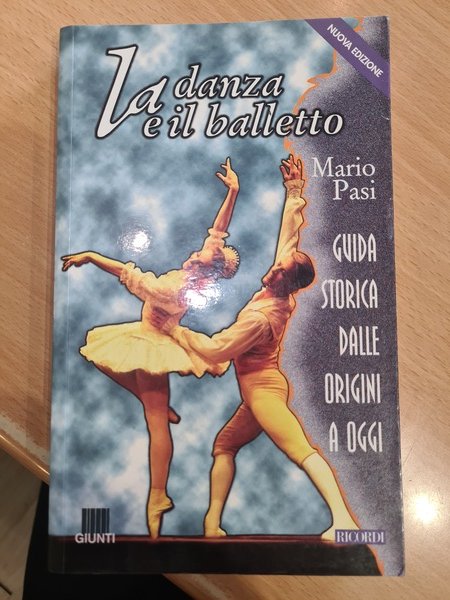 NUOVA EDIZIONE
La danza
e il balletto
Mario
Pasi
GUIDA
STORICA
DALLE
ORIGINI
A OGGI
GIUNTI
RICORDI